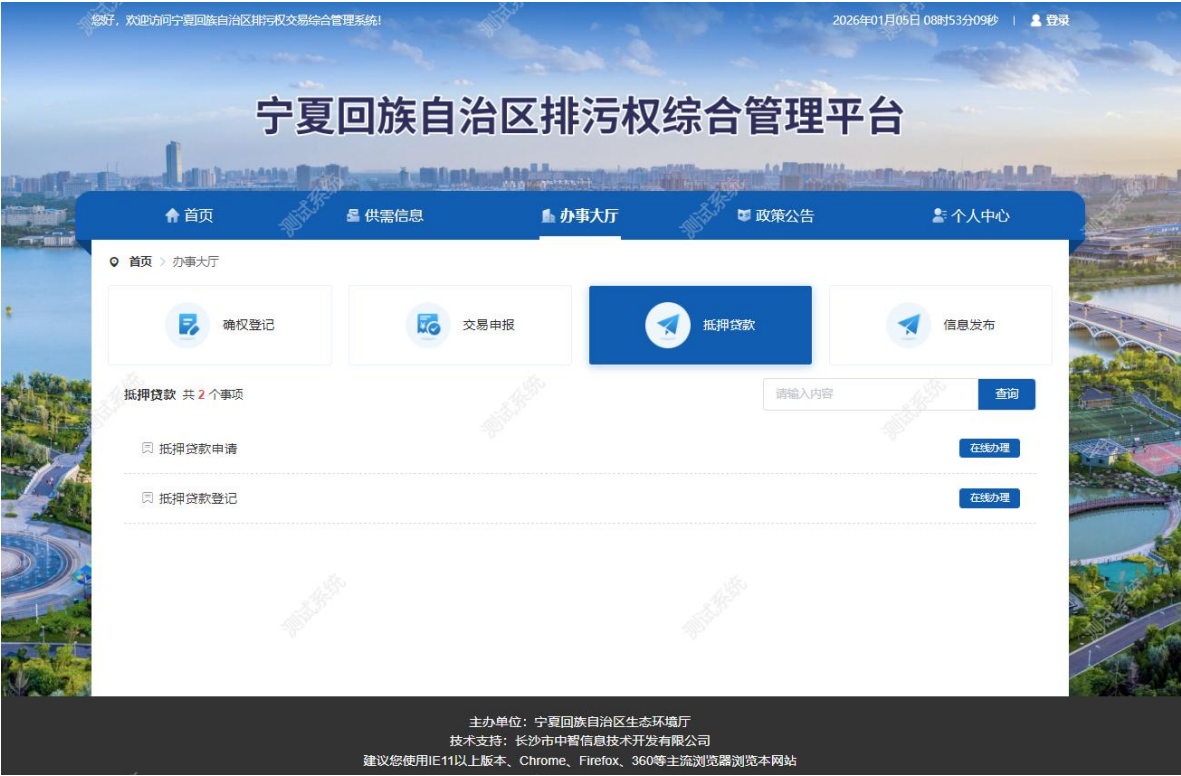 您好，欢迎访问宁夏回族自治区排污权交易综合管理系统!
2026年01月05日 08时53分09秒 | 登录
宁夏回族自治区排污权综合管理平台
首页 供需信息 办事大厅 政策公告 个人中心
首页 > 办事大厅
确权登记 交易申报 抵押贷款 信息发布
抵押贷款 共 2 个事项 请输入内容 查询
抵押贷款申请 在线办理
抵押贷款登记 在线办理
测试系统
主办单位：宁夏回族自治区生态环境厅
技术支持：长沙市中智信息技术开发有限公司
建议您使用IE11以上版本、Chrome、Firefox、360等主流浏览器浏览本网站